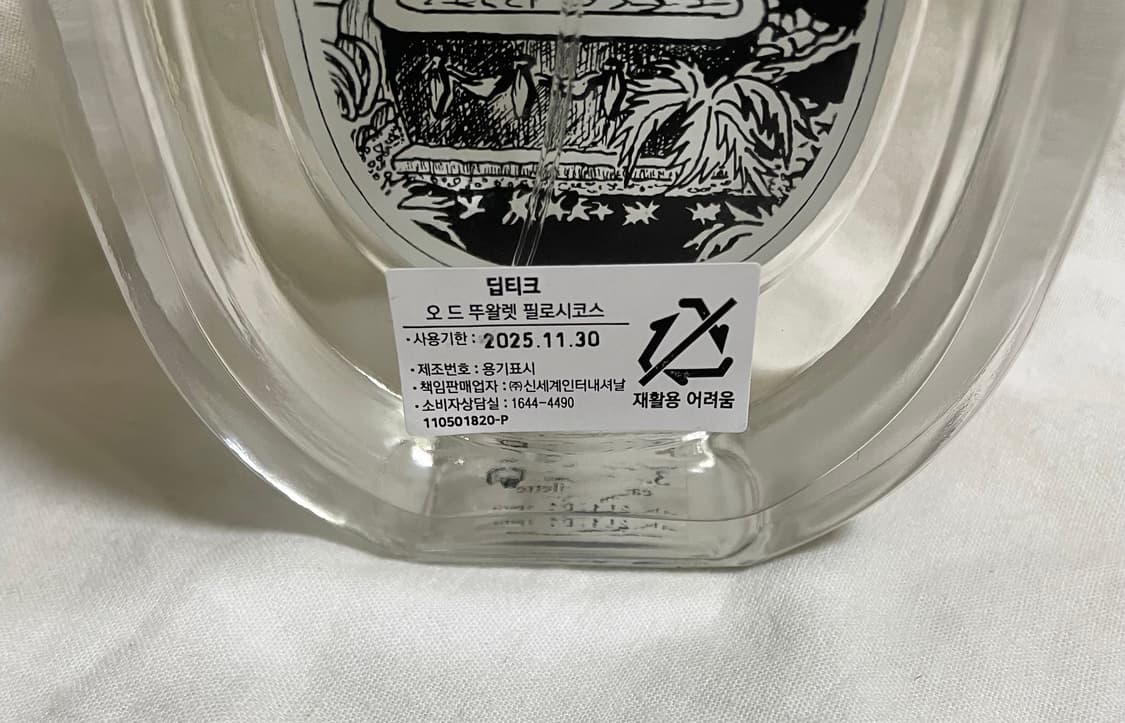 딥티크
오 드 뚜왈렛 필로시코스
·사용기한 : 2025.11.30
·제조번호 : 용기표시
·책임판매업자 : ㈜신세계인터내셔날
·소비자상담실 : 1644-4490
110501820-P
재활용 어려움